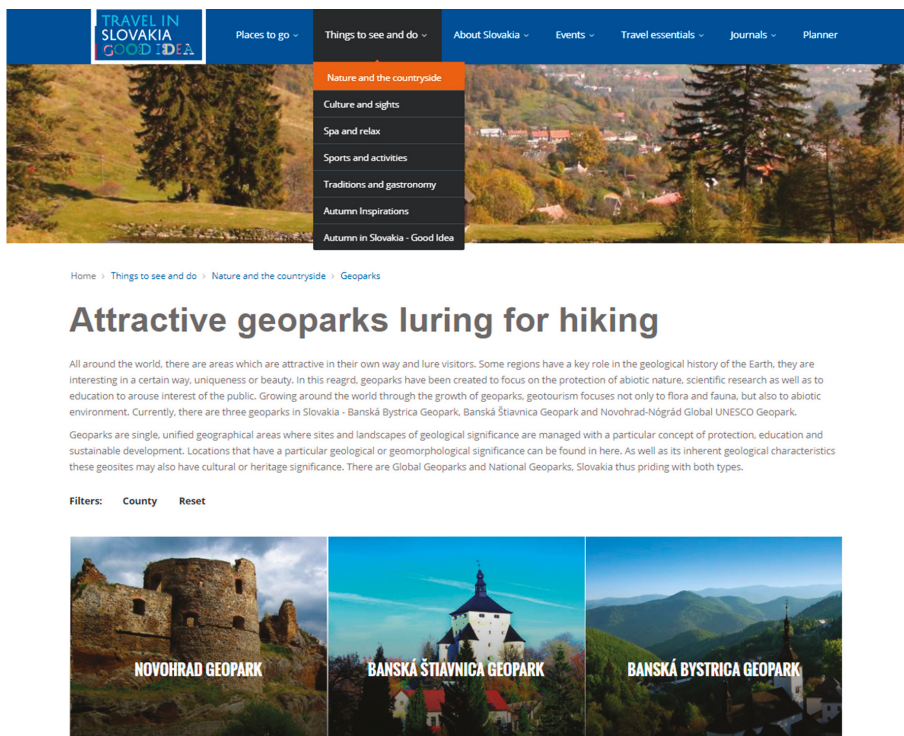 TRAVEL IN
SLOVAKIA
GOOD IDEA
Places to go
Things to see and do
About Slovakia
Events
Travel essentials
Journals
Planner
Nature and the countryside
Culture and sights
Spa and relax
Sports and activities
Traditions and gastronomy
Autumn Inspirations
Autumn in Slovakia - Good Idea
Home > Things to see and do > Nature and the countryside > Geoparks
Attractive geoparks luring for hiking
All around the world, there are areas which are attractive in their own way and lure visitors. Some regions have a key role in the geological history of the Earth, they are
interesting in a certain way, uniqueness or beauty. In this reagrd, geoparks have been created to focus on the protection of abiotic nature, scientific research as well as to
education to arouse interest of the public. Growing around the world through the growth of geoparks, geotourism focuses not only to flora and fauna, but also to abiotic
environment. Currently, there are three geoparks in Slovakia - Banská Bystrica Geopark, Banská Štiavnica Geopark and Novohrad-Nógrád Global UNESCO Geopark.
Geoparks are single, unified geographical areas where sites and landscapes of geological significance are managed with a particular concept of protection, education and
sustainable development. Locations that have a particular geological or geomorphological significance can be found in here. As well as its inherent geological characteristics
these geosites may also have cultural or heritage significance. There are Global Geoparks and National Geoparks, Slovakia thus priding with both types.
Filters: County Reset
NOVOHRAD GEOPARK
BANSKÁ ŠTIAVNICA GEOPARK
BANSKÁ BYSTRICA GEOPARK